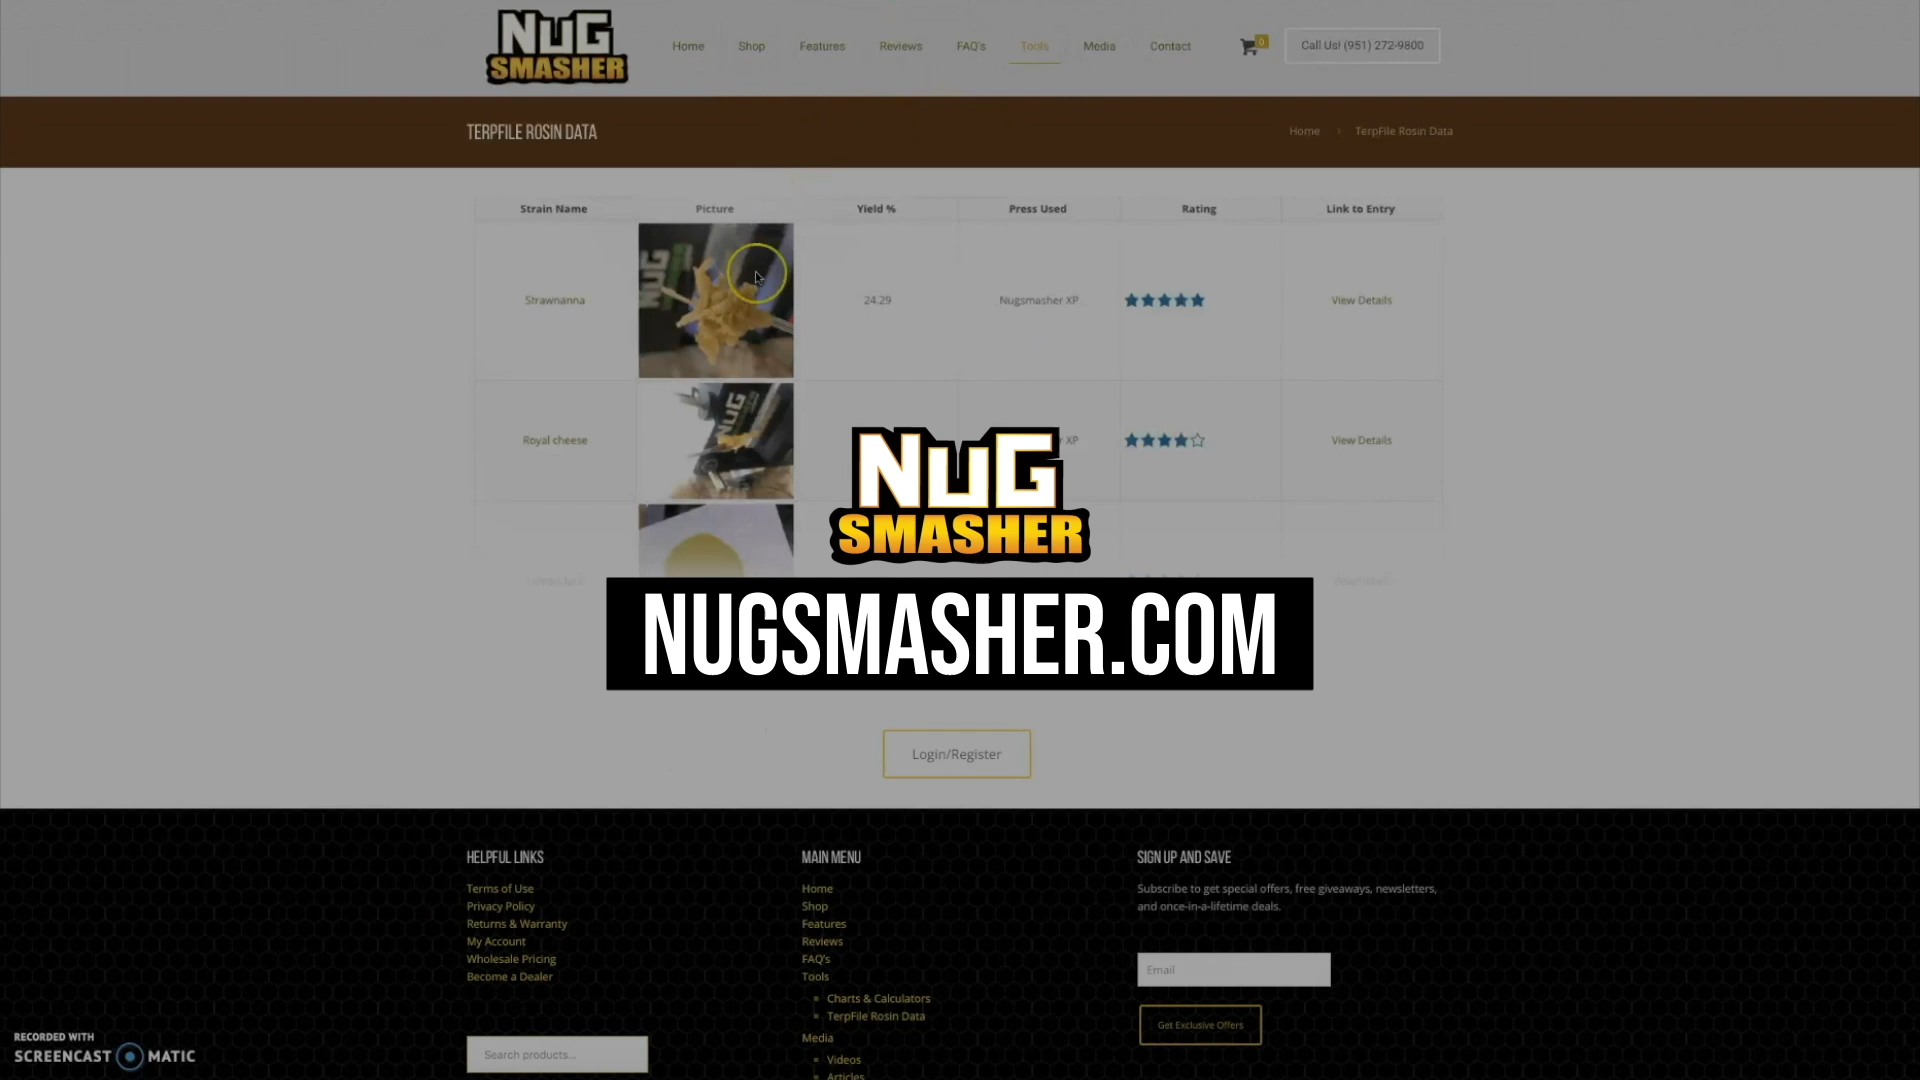 NUG
SMASHER
Home
Shop
Features
Reviews
FAQ's
Tools
Media
Contact
0
Call Us! (951) 272-9800
TERPFILE ROSIN DATA
Home
TerpFile Rosin Data
Strain Name
Picture
Yield %
Press Used
Rating
Link to Entry
NUG
Strawnanna
24.29
Nugsmasher XP
View Details
NUG
Royal cheese
XP
View Details
NUG
SMASHER
NUGSMASHER.COM
Login/Register
HELPFUL LINKS
Terms of Use
Privacy Policy
Returns & Warranty
My Account
Wholesale Pricing
Become a Dealer
Search products...
MAIN MENU
Home
Shop
Features
Reviews
FAQ's
Tools
Charts & Calculators
TerpFile Rosin Data
Media
Videos
Articles
SIGN UP AND SAVE
Subscribe to get special offers, free giveaways, newsletters,
and once-in-a-lifetime deals.
Email
Get Exclusive Offers
RECORDED WITH
SCREENCAST MATIC